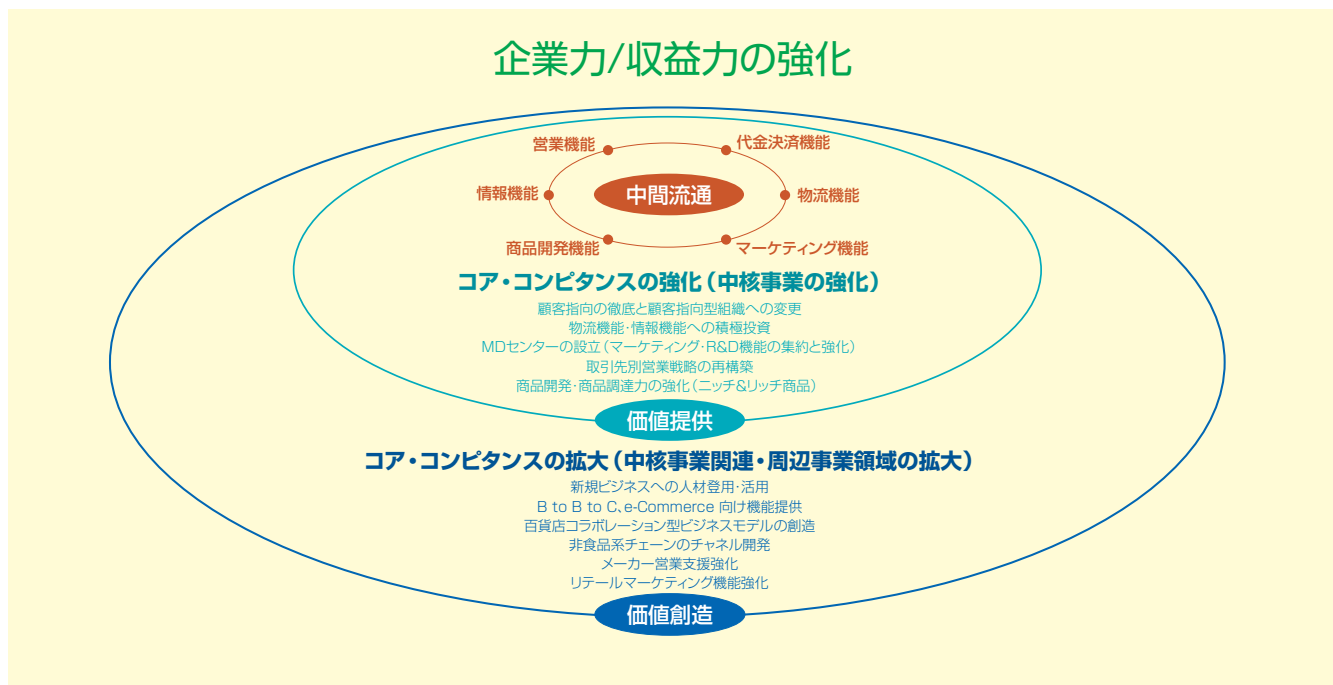 企業力/収益力の強化
営業機能
代金決済機能
情報機能
中間流通
物流機能
商品開発機能
マーケティング機能
コア・コンピタンスの強化（中核事業の強化）
顧客指向の徹底と顧客指向型組織への変更
物流機能・情報機能への積極投資
MDセンターの設立（マーケティング・R&D機能の集約と強化）
取引先別営業戦略の再構築
商品開発・商品調達力の強化（ニッチ&リッチ商品）
価値提供
コア・コンピタンスの拡大（中核事業関連・周辺事業領域の拡大）
新規ビジネスへの人材登用・活用
B to B to C、e-Commerce 向け機能提供
百貨店コラボレーション型ビジネスモデルの創造
非食品系チェーンのチャネル開発
メーカー営業支援強化
リテールマーケティング機能強化
価値創造